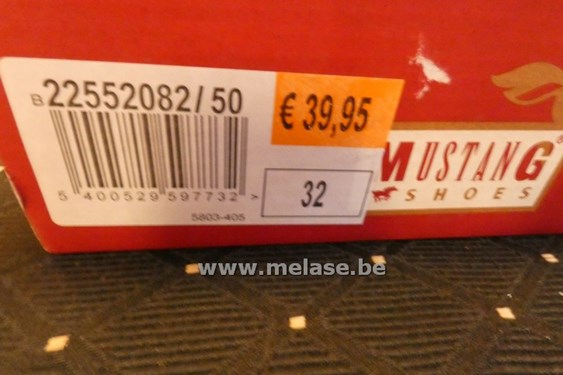 B22552082/50
€ 39,95
5 400529 597732 >
32
5803-405
MUSTANG®
SHOES
www.melase.be